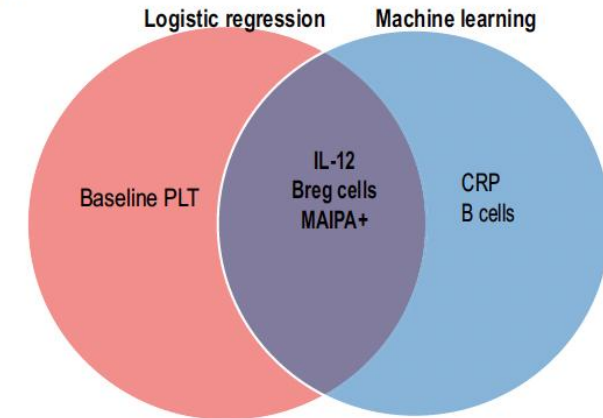 Logistic regression
Machine learning
Baseline PLT
IL-12
Breg cells
MAIPA+
CRP
B cells